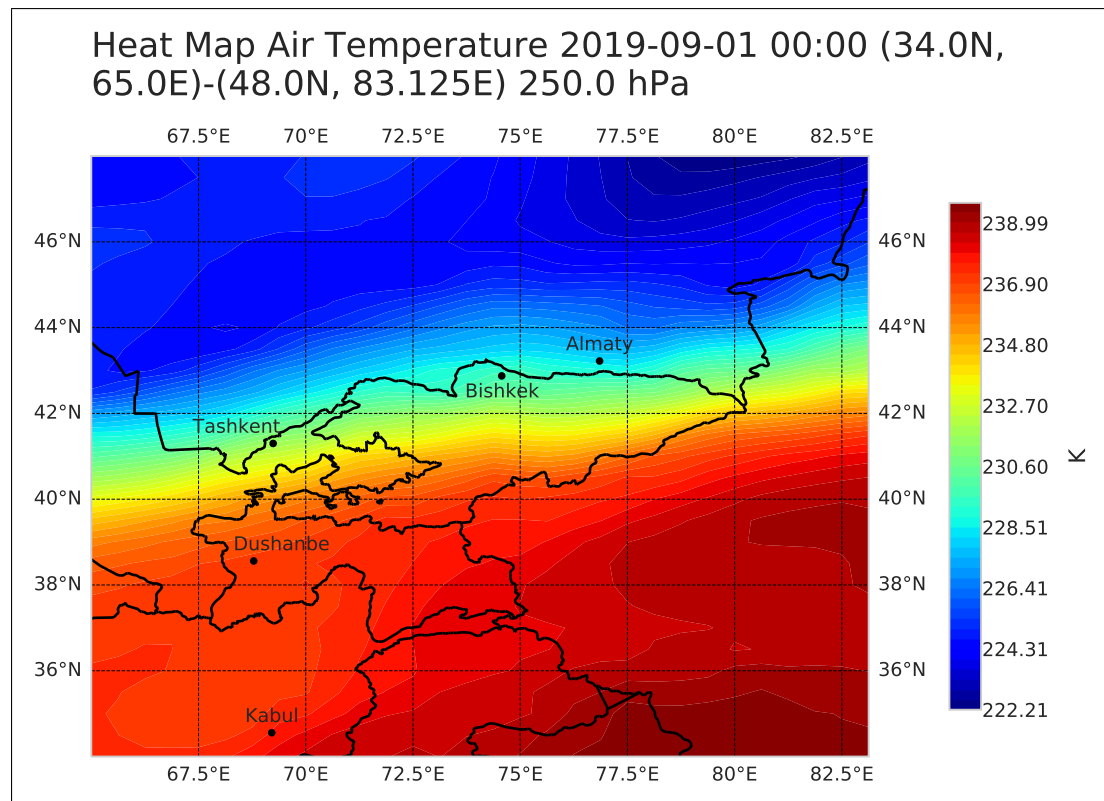 Heat Map Air Temperature 2019-09-01 00:00 (34.0N,
65.0E)-(48.0N, 83.125E) 250.0 hPa
67.5°E 70°E 72.5°E 75°E 77.5°E 80°E 82.5°E
238.99
46°N 46°N
236.90
44°N 44°N
Almaty
234.80
Bishkek
42°N 42°N
232.70
Tashkent
230.60
K
40°N 40°N
228.51
Dushanbe
38°N 38°N
226.41
36°N 36°N
224.31
Kabul
222.21
67.5°E 70°E 72.5°E 75°E 77.5°E 80°E 82.5°E